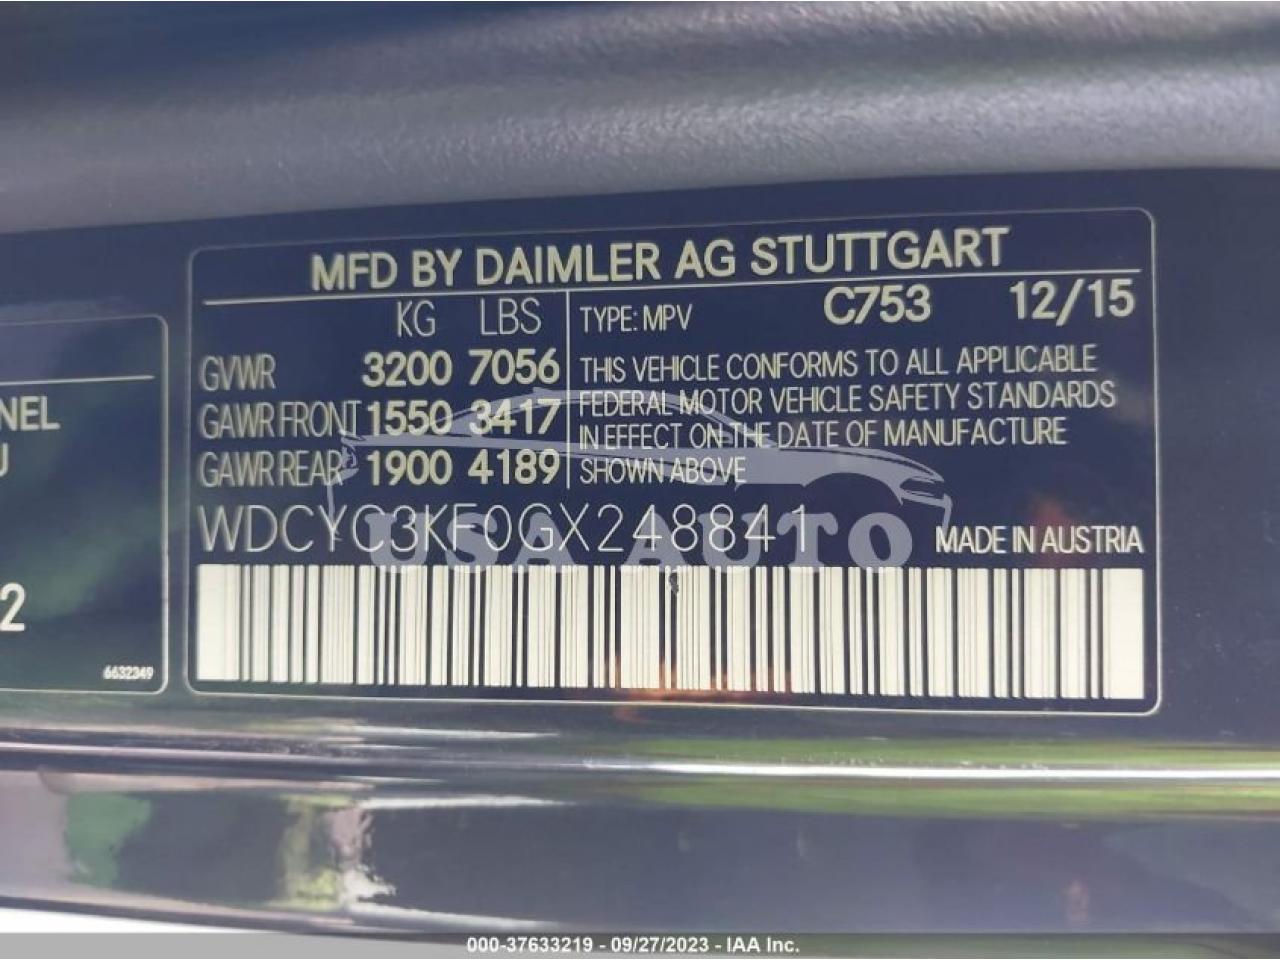 MFD BY DAIMLER AG STUTTGART
KG LBS
GVWR 3200 7056
GAWR FRONT 1550 3417
GAWR REAR 1900 4189
TYPE: MPV C753 12/15
THIS VEHICLE CONFORMS TO ALL APPLICABLE
FEDERAL MOTOR VEHICLE SAFETY STANDARDS
IN EFFECT ON THE DATE OF MANUFACTURE
SHOWN ABOVE
WDCYC3KF0GX248841 MADE IN AUSTRIA
USA AUTO
NEL
2
6632349
000-37633219 - 09/27/2023 - IAA Inc.